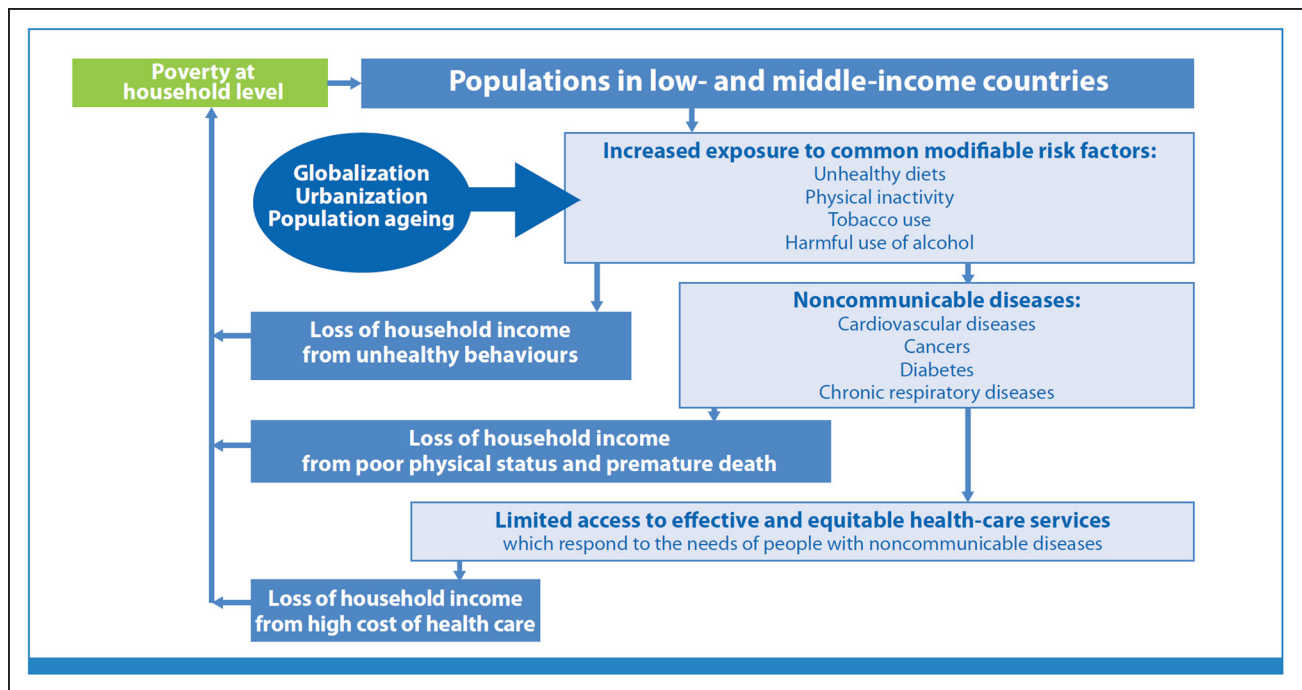 Poverty at
household level
Populations in low- and middle-income countries
Globalization
Urbanization
Population ageing
Increased exposure to common modifiable risk factors:
Unhealthy diets
Physical inactivity
Tobacco use
Harmful use of alcohol
Noncommunicable diseases:
Cardiovascular diseases
Cancers
Diabetes
Chronic respiratory diseases
Loss of household income
from unhealthy behaviours
Loss of household income
from poor physical status and premature death
Limited access to effective and equitable health-care services
which respond to the needs of people with noncommunicable diseases
Loss of household income
from high cost of health care